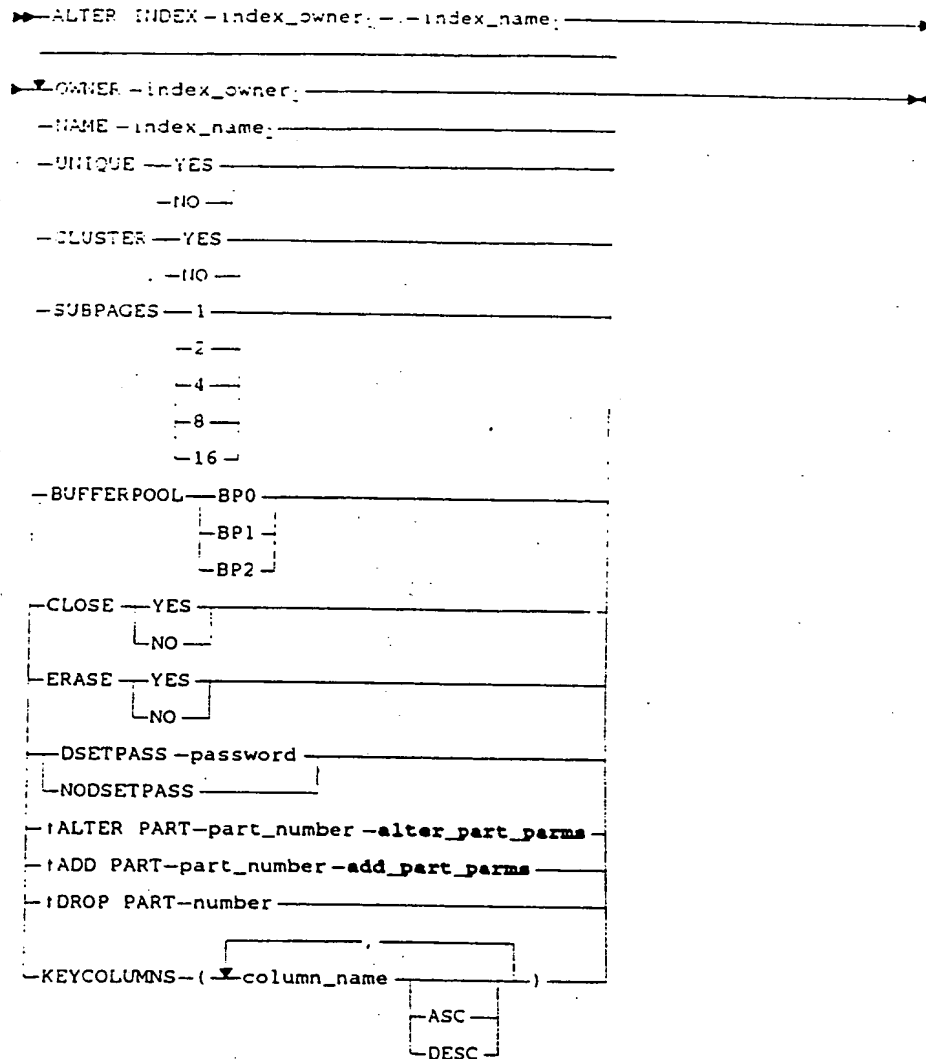 ALTER INDEX index_owner . index_name
OWNER index_owner
NAME index_name
UNIQUE YES
NO
CLUSTER YES
NO
SUBPAGES 1
2
4
8
16
BUFFERPOOL BP0
BP1
BP2
CLOSE YES
NO
ERASE YES
NO
DSETPASS password
NODSETPASS
†ALTER PART-part_number-alter_part_parms
†ADD PART-part_number-add_part_parms
†DROP PART-number
,
KEYCOLUMNS-( column_name )
ASC
DESC